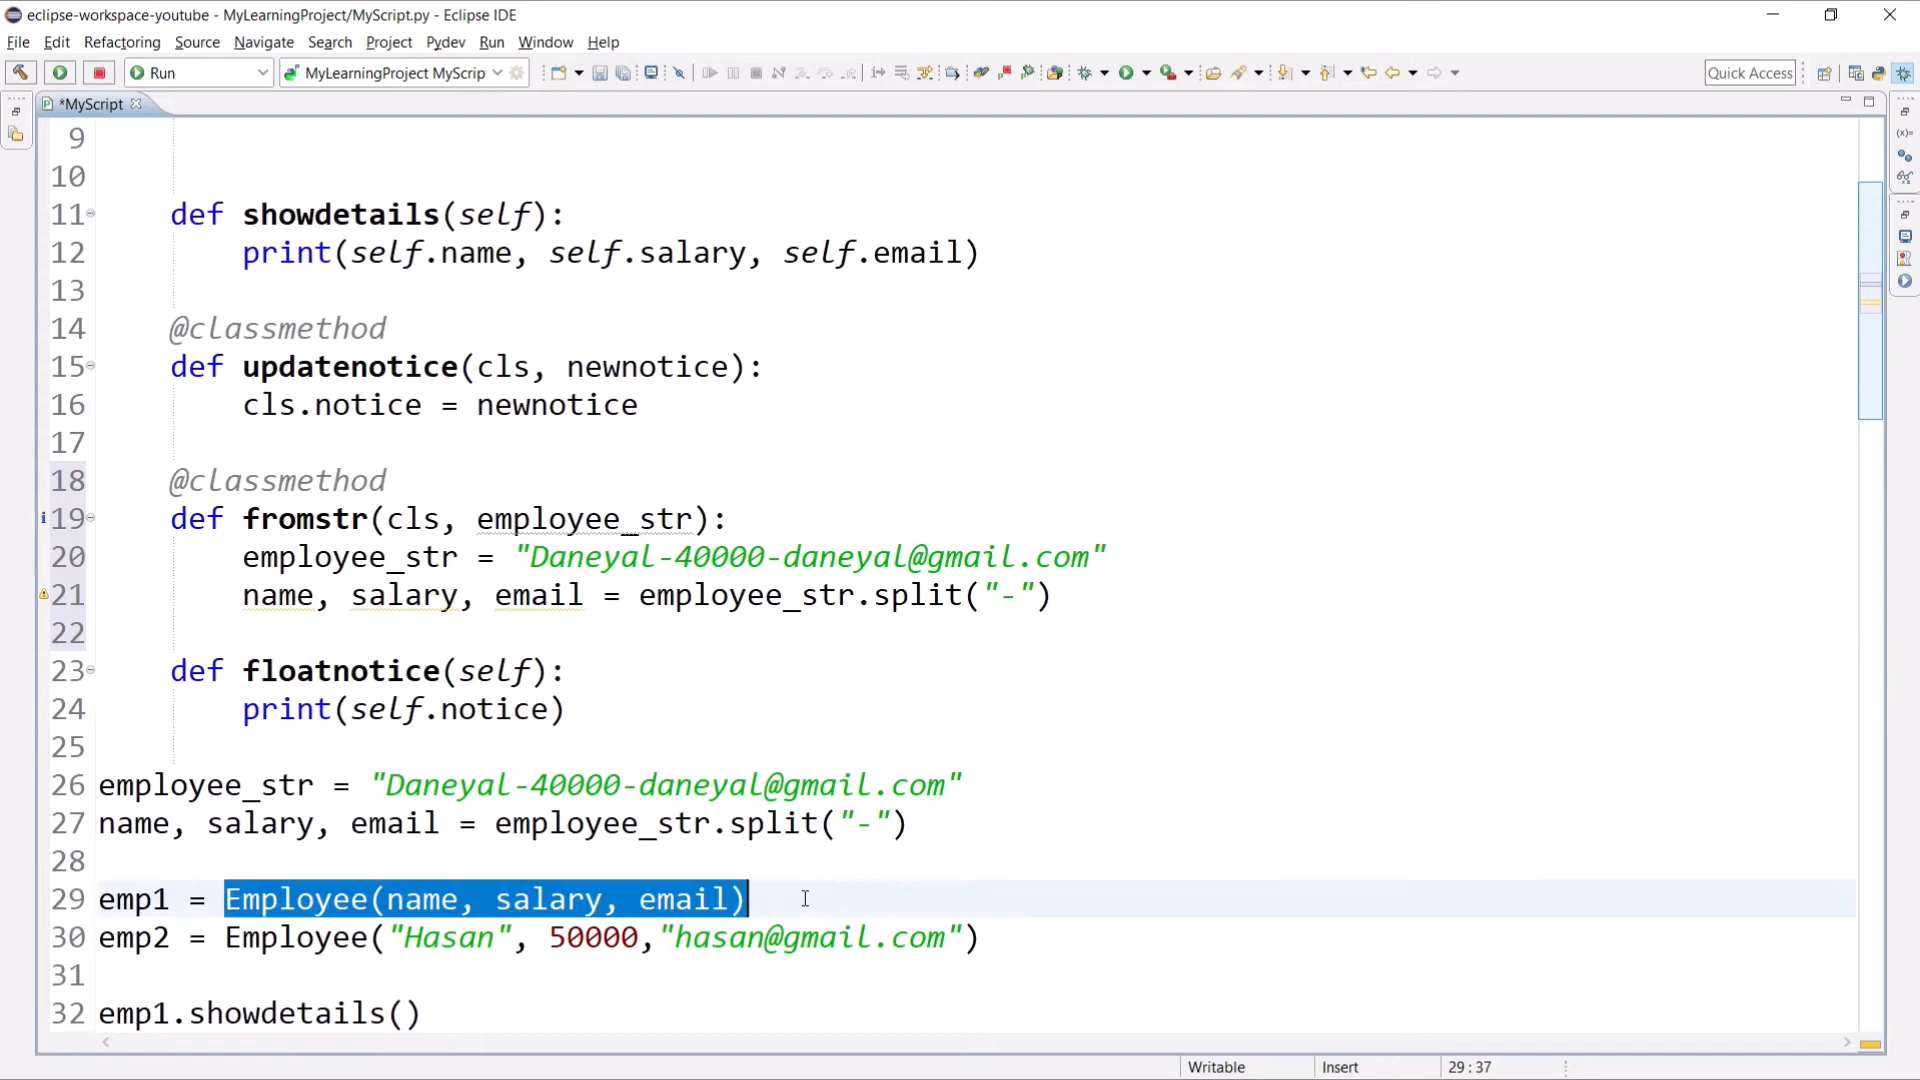 eclipse-workspace-youtube - MyLearningProject/MyScript.py - Eclipse IDE
File Edit Refactoring Source Navigate Search Project Pydev Run Window Help
Run MyLearningProject MyScrip Quick Access
*MyScript
9
10
11 def showdetails(self):
12 print(self.name, self.salary, self.email)
13
14 @classmethod
15 def updatenotice(cls, newnotice):
16 cls.notice = newnotice
17
18 @classmethod
19 def fromstr(cls, employee_str):
20 employee_str = "Daneyal-40000-daneyal@gmail.com"
21 name, salary, email = employee_str.split("-")
22
23 def floatnotice(self):
24 print(self.notice)
25
26 employee_str = "Daneyal-40000-daneyal@gmail.com"
27 name, salary, email = employee_str.split("-")
28
29 emp1 = Employee(name, salary, email)
30 emp2 = Employee("Hasan", 50000,"hasan@gmail.com")
31
32 emp1.showdetails()
Writable Insert 29 : 37